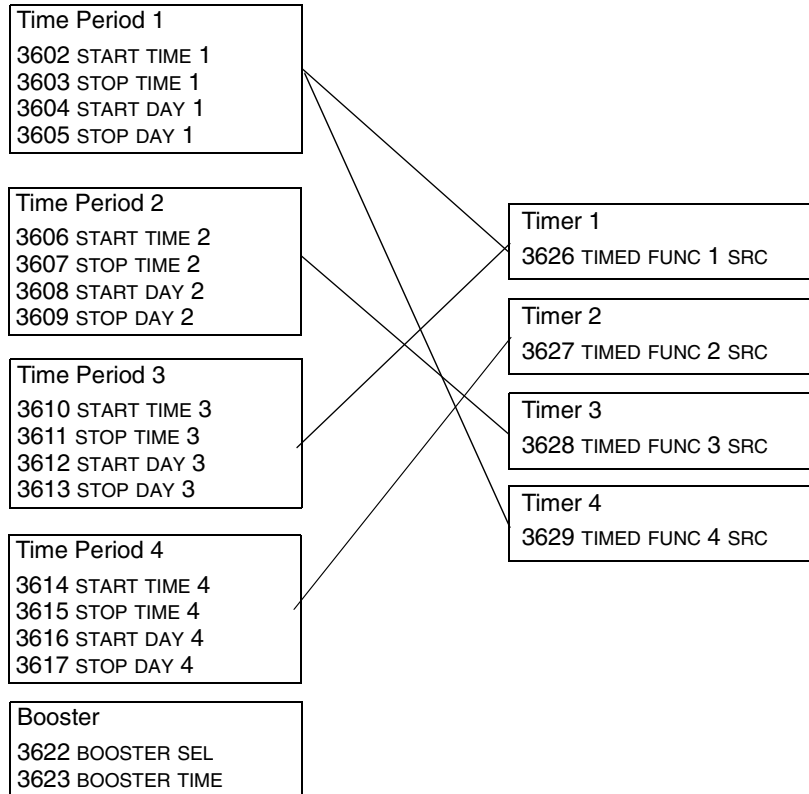 Time Period 1
3602 START TIME 1
3603 STOP TIME 1
3604 START DAY 1
3605 STOP DAY 1
Time Period 2
3606 START TIME 2
3607 STOP TIME 2
3608 START DAY 2
3609 STOP DAY 2
Time Period 3
3610 START TIME 3
3611 STOP TIME 3
3612 START DAY 3
3613 STOP DAY 3
Time Period 4
3614 START TIME 4
3615 STOP TIME 4
3616 START DAY 4
3617 STOP DAY 4
Booster
3622 BOOSTER SEL
3623 BOOSTER TIME
Timer 1
3626 TIMED FUNC 1 SRC
Timer 2
3627 TIMED FUNC 2 SRC
Timer 3
3628 TIMED FUNC 3 SRC
Timer 4
3629 TIMED FUNC 4 SRC